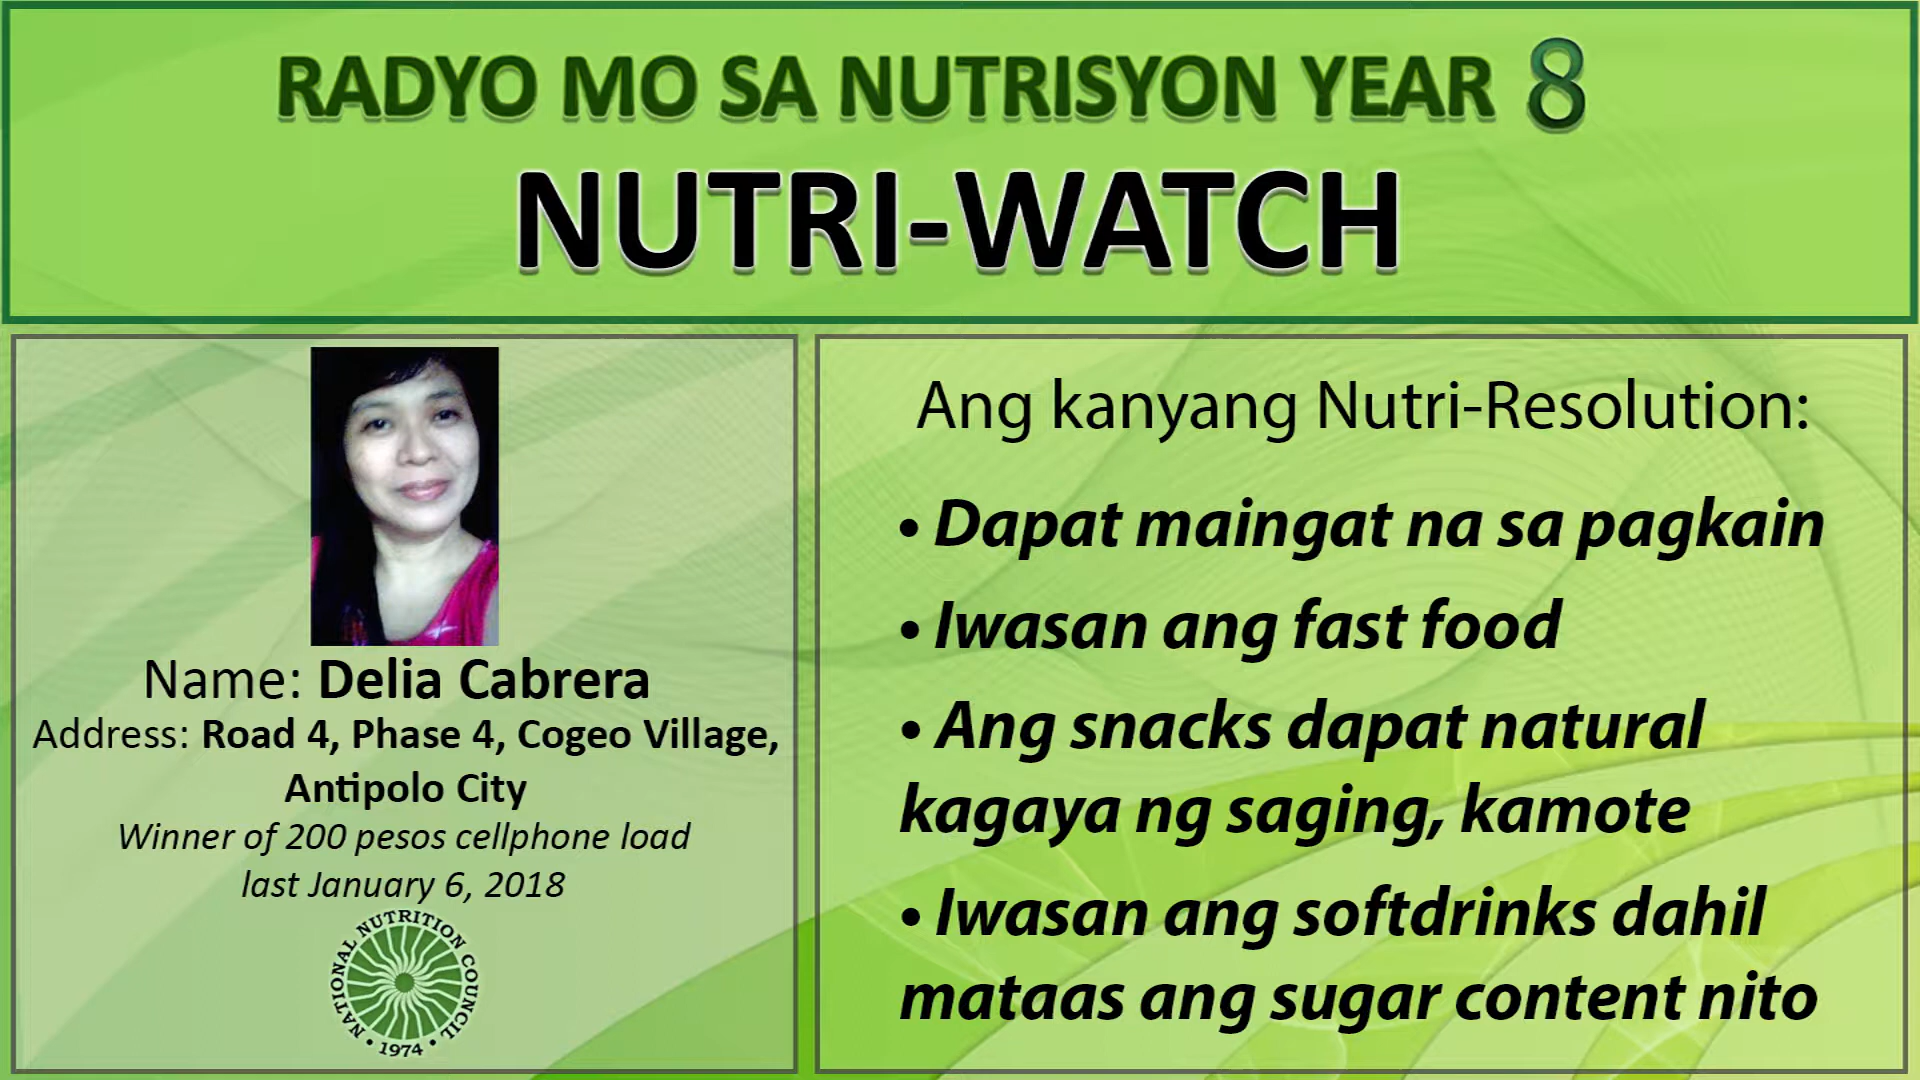 RADYO MO SA NUTRISYON YEAR 8
NUTRI-WATCH
Name: Delia Cabrera
Address: Road 4, Phase 4, Cogeo Village,
Antipolo City
Winner of 200 pesos cellphone load
last January 6, 2018
NATIONAL NUTRITION COUNCIL
• 1974 •
Ang kanyang Nutri-Resolution:
• Dapat maingat na sa pagkain
• Iwasan ang fast food
• Ang snacks dapat natural
kagaya ng saging, kamote
• Iwasan ang softdrinks dahil
mataas ang sugar content nito